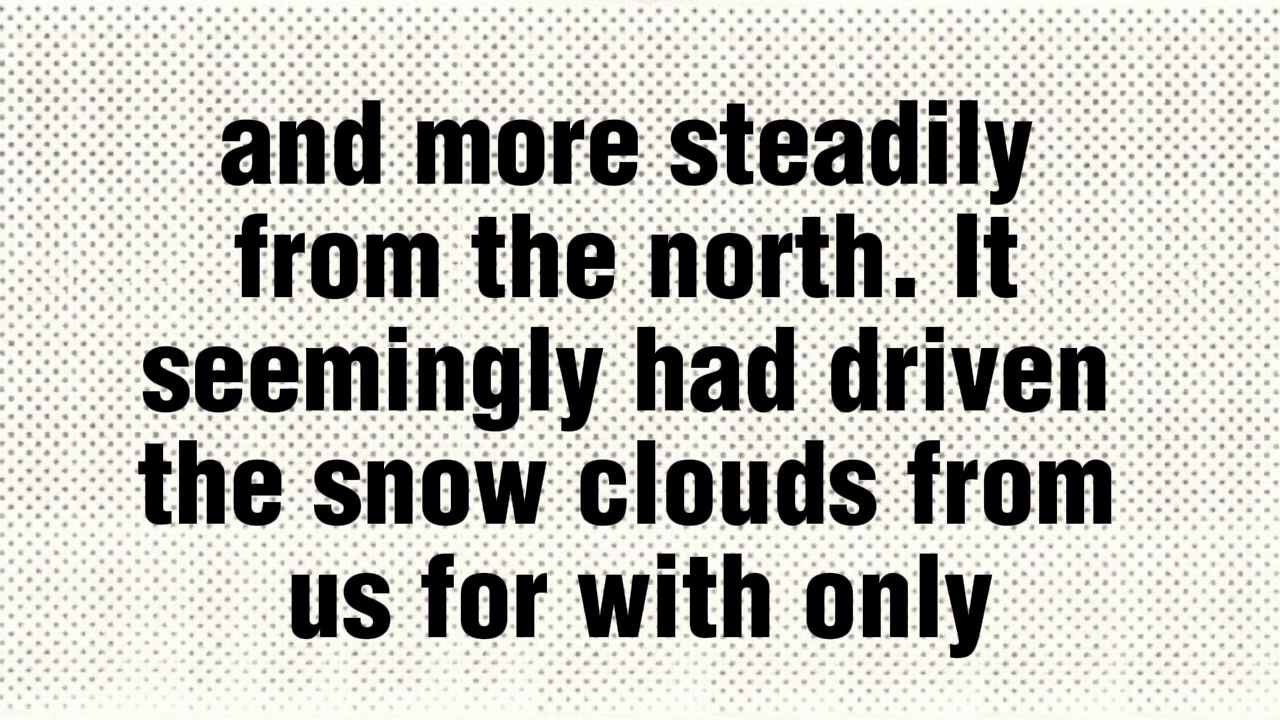 and more steadily
from the north. It
seemingly had driven
the snow clouds from
us for with only